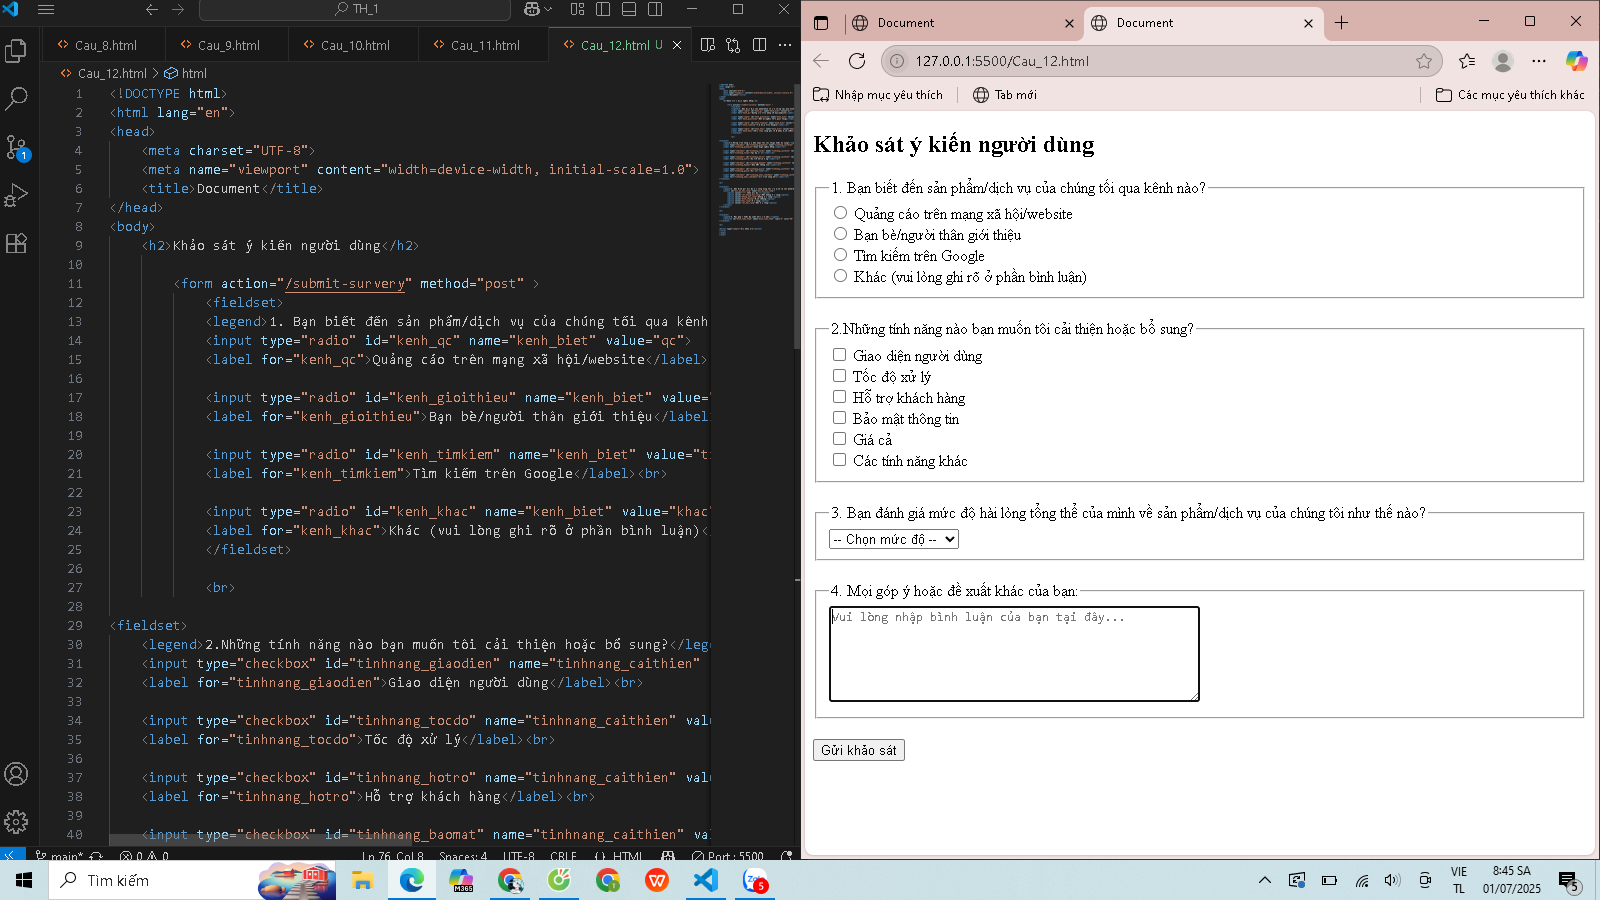 TH_1
Cau_8.html
Cau_9.html
Cau_10.html
Cau_11.html
Cau_12.html U
Cau_12.html > html
1 <!DOCTYPE html>
2 <html lang="en">
3 <head>
4 <meta charset="UTF-8">
5 <meta name="viewport" content="width=device-width, initial-scale=1.0">
6 <title>Document</title>
7 </head>
8 <body>
9 <h2>Khảo sát ý kiến người dùng</h2>
10
11 <form action="/submit-survery" method="post" >
12 <fieldset>
13 <legend>1. Bạn biết đến sản phẩm/dịch vụ của chúng tối qua kênh
14 <input type="radio" id="kenh_qc" name="kenh_biet" value="qc">
15 <label for="kenh_qc">Quảng cáo trên mạng xã hội/website</label>
16
17 <input type="radio" id="kenh_gioithieu" name="kenh_biet" value="
18 <label for="kenh_gioithieu">Bạn bè/người thân giới thiệu</label
19
20 <input type="radio" id="kenh_timkiem" name="kenh_biet" value="t
21 <label for="kenh_timkiem">Tìm kiếm trên Google</label><br>
22
23 <input type="radio" id="kenh_khac" name="kenh_biet" value="khac"
24 <label for="kenh_khac">Khác (vui lòng ghi rõ ở phần bình luận)<
25 </fieldset>
26
27 <br>
28
29 <fieldset>
30 <legend>2.Những tính năng nào bạn muốn tôi cải thiện hoặc bổ sung?</leg
31 <input type="checkbox" id="tinhnang_giaodien" name="tinhnang_caithien"
32 <label for="tinhnang_giaodien">Giao diện người dùng</label><br>
33
34 <input type="checkbox" id="tinhnang_tocdo" name="tinhnang_caithien" val
35 <label for="tinhnang_tocdo">Tốc độ xử lý</label><br>
36
37 <input type="checkbox" id="tinhnang_hotro" name="tinhnang_caithien" val
38 <label for="tinhnang_hotro">Hỗ trợ khách hàng</label><br>
39
40 <input type="checkbox" id="tinhnang_baomat" name="tinhnang_caithien" va
1
main* 0 0 Ln 76, Col 8 Spaces: 4 UTF-8 CRLF {} HTML Port : 5500
Document
Document
127.0.0.1:5500/Cau_12.html
Nhập mục yêu thích
Tab mới
Các mục yêu thích khác
Khảo sát ý kiến người dùng
1. Bạn biết đến sản phẩm/dịch vụ của chúng tối qua kênh nào?
Quảng cáo trên mạng xã hội/website
Bạn bè/người thân giới thiệu
Tìm kiếm trên Google
Khác (vui lòng ghi rõ ở phần bình luận)
2.Những tính năng nào bạn muốn tôi cải thiện hoặc bổ sung?
Giao diện người dùng
Tốc độ xử lý
Hỗ trợ khách hàng
Bảo mật thông tin
Giá cả
Các tính năng khác
3. Bạn đánh giá mức độ hài lòng tổng thể của mình về sản phẩm/dịch vụ của chúng tôi như thế nào?
-- Chọn mức độ --
4. Mọi góp ý hoặc đề xuất khác của bạn:
Vui lòng nhập bình luận của bạn tại đây...
Gửi khảo sát
Tìm kiếm
M365
Zalo
5
VIE
TL
8:45 SA
01/07/2025
5